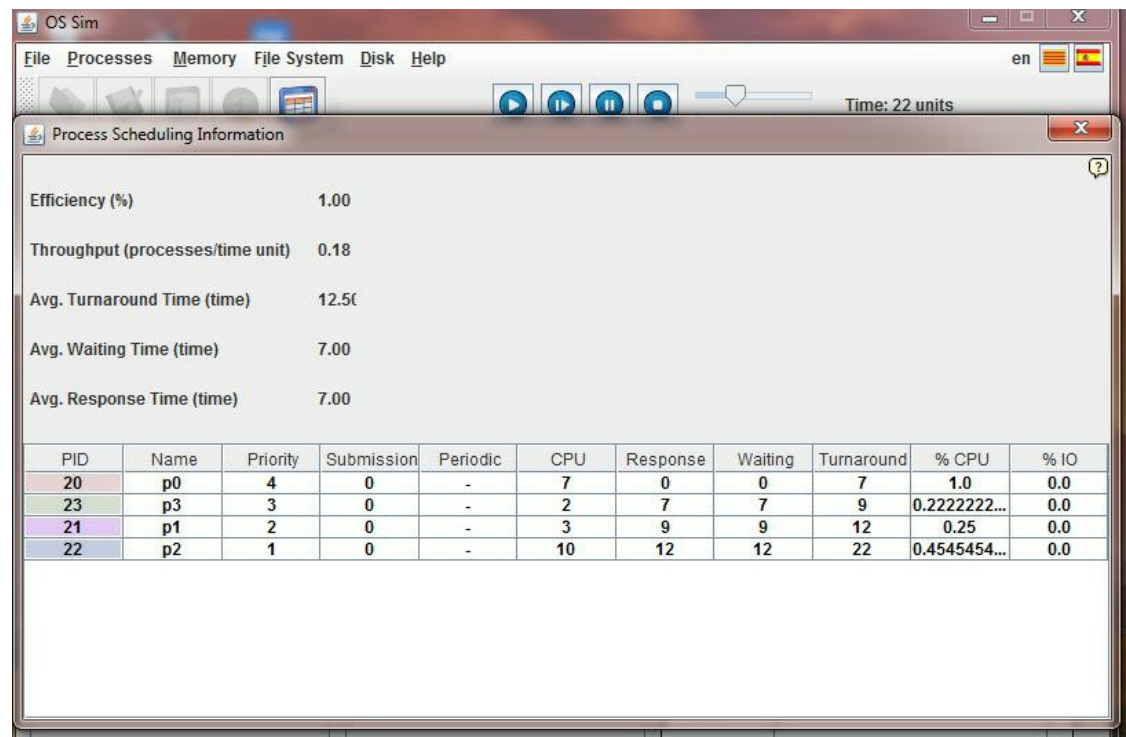 OS Sim
File Processes Memory File System Disk Help en
Time: 22 units
Process Scheduling Information
?
Efficiency (%) 1.00
Throughput (processes/time unit) 0.18
Avg. Turnaround Time (time) 12.50
Avg. Waiting Time (time) 7.00
Avg. Response Time (time) 7.00
PID Name Priority Submission Periodic CPU Response Waiting Turnaround % CPU % IO
20 p0 4 0 - 7 0 0 7 1.0 0.0
23 p3 3 0 - 2 7 7 9 0.2222222... 0.0
21 p1 2 0 - 3 9 9 12 0.25 0.0
22 p2 1 0 - 10 12 12 22 0.4545454... 0.0